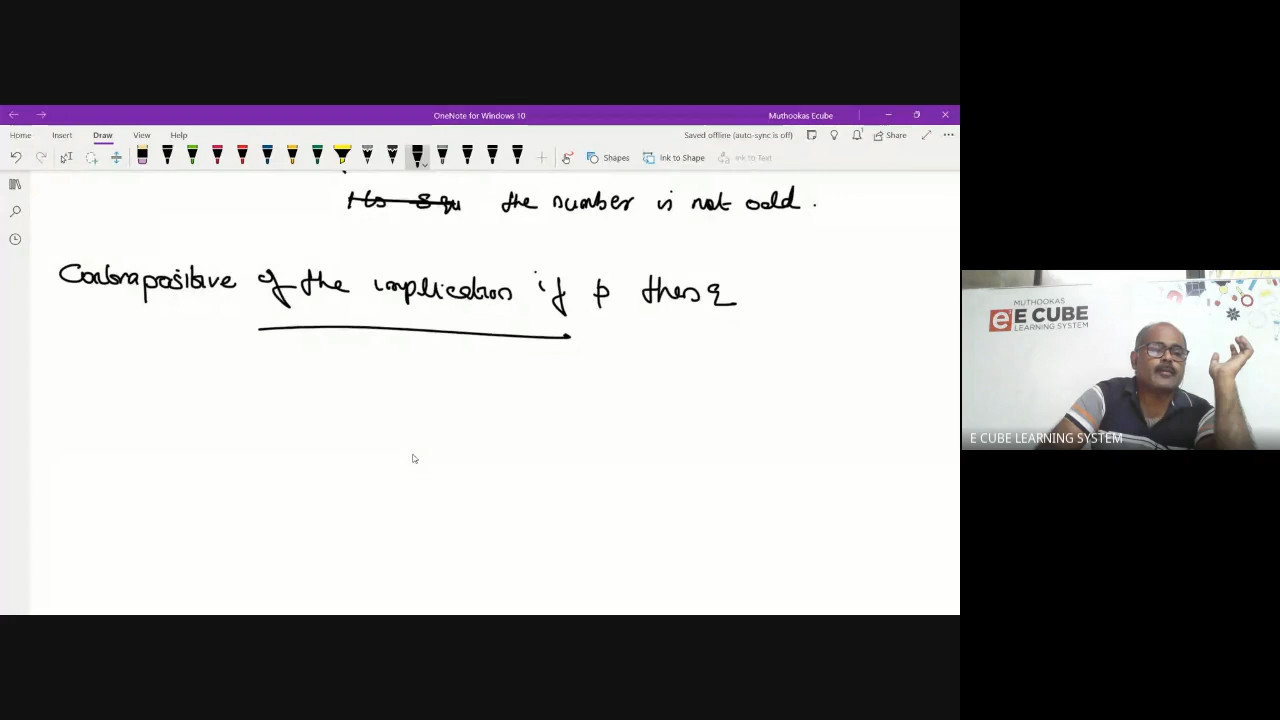 OneNote for Windows 10
Muthookas Ecube
Home Insert Draw View Help
Saved offline (auto-sync is off)
Share
Shapes
Ink to Shape
Ink to Text
the number is not odd.
Contrapositive of the implication if p then q
MUTHOOKAS
E CUBE
LEARNING SYSTEM
E CUBE LEARNING SYSTEM